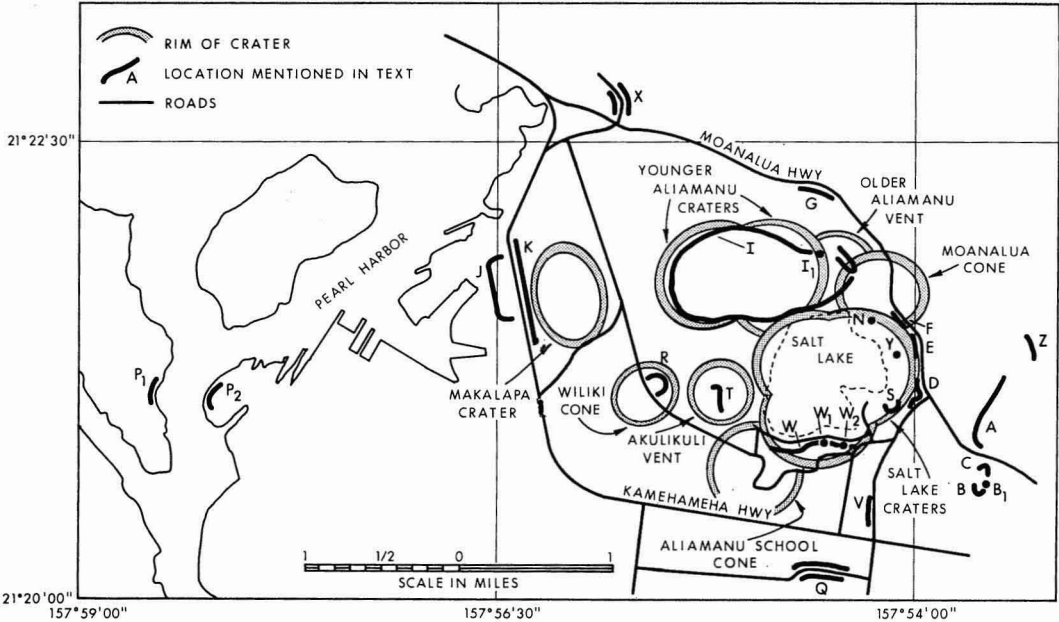 RIM OF CRATER
A LOCATION MENTIONED IN TEXT
ROADS
X
21°22'30"
MOANALUA HWY
YOUNGER
ALIAMANU
CRATERS
OLDER
ALIAMANU
VENT
G
MOANALUA
CONE
I
I1
K
J
PEARL HARBOR
N
F
E
SALT
LAKE
Y
Z
P1
P2
R
T
S
D
MAKALAPA
CRATER
WILIKI
CONE
AKULIKULI
VENT
W
W1
W2
A
C
B
B1
SALT
LAKE
CRATERS
V
KAMEHAMEHA HWY
ALIAMANU SCHOOL
CONE
1 1/2 0 1
SCALE IN MILES
Q
21°20'00"
157°59'00"
157°56'30"
157°54'00"